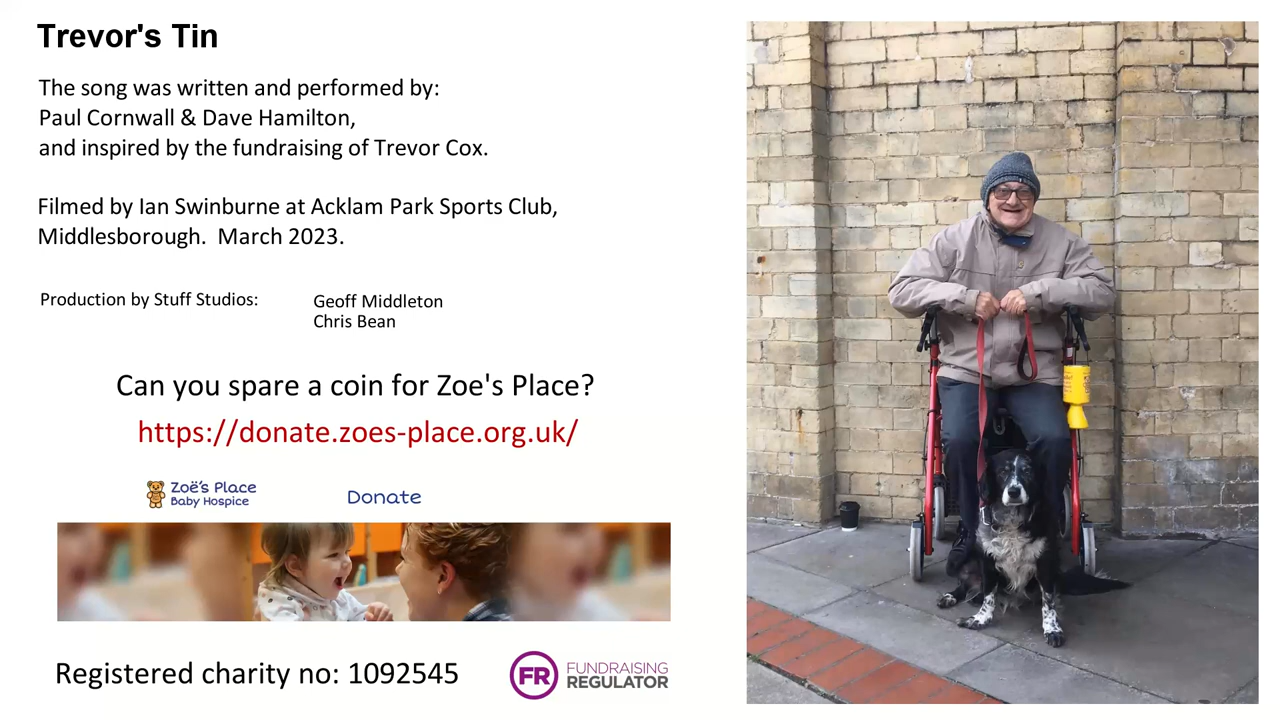 Trevor's Tin
The song was written and performed by:
Paul Cornwall & Dave Hamilton,
and inspired by the fundraising of Trevor Cox.
Filmed by Ian Swinburne at Acklam Park Sports Club,
Middlesborough.  March 2023.
Production by Stuff Studios:
Geoff Middleton
Chris Bean
Can you spare a coin for Zoe's Place?
https://donate.zoes-place.org.uk/
Zoë's Place
Baby Hospice
Donate
Registered charity no: 1092545
FR
FUNDRAISING
REGULATOR